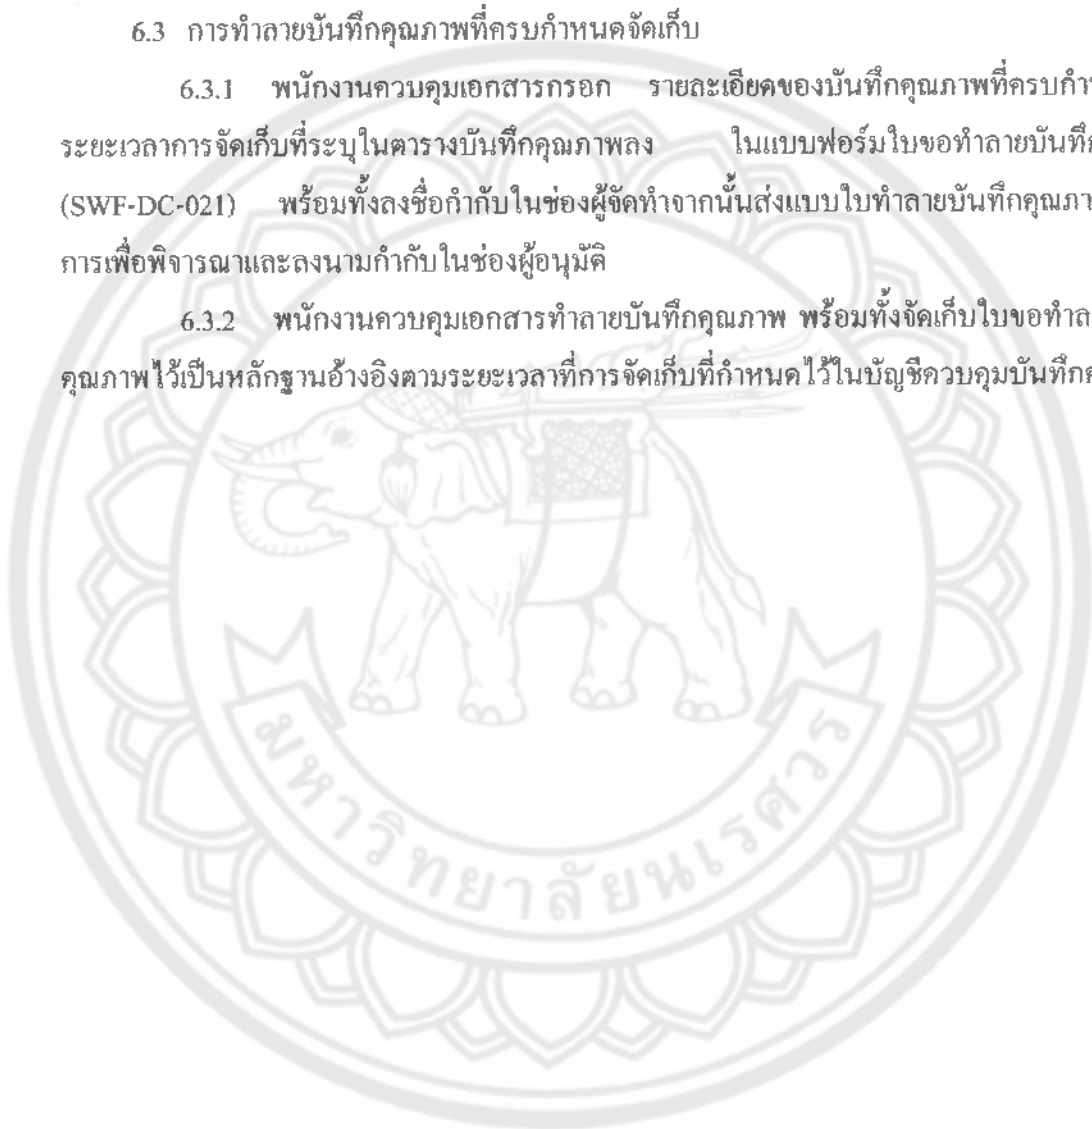 6.3 การทำลายบันทึกคุณภาพที่ครบกำหนดจัดเก็บ
6.3.1 พนักงานควบคุมเอกสารกรอก รายละเอียดของบันทึกคุณภาพที่ครบกำ
ระยะเวลาการจัดเก็บที่ระบุในตารางบันทึกคุณภาพลง ในแบบฟอร์มใบขอทำลายบันทึก
(SWF-DC-021) พร้อมทั้งลงชื่อกำกับในช่องผู้จัดทำจากนั้นส่งแบบใบทำลายบันทึกคุณภา
การเพื่อพิจารณาและลงนามกำกับในช่องผู้อนุมัติ
6.3.2 พนักงานควบคุมเอกสารทำลายบันทึกคุณภาพ พร้อมทั้งจัดเก็บใบขอทำล
คุณภาพไว้เป็นหลักฐานอ้างอิงตามระยะเวลาที่การจัดเก็บที่กำหนดไว้ในบัญชีควบคุมบันทึก
มหาวิทยาลัยนเรศวร